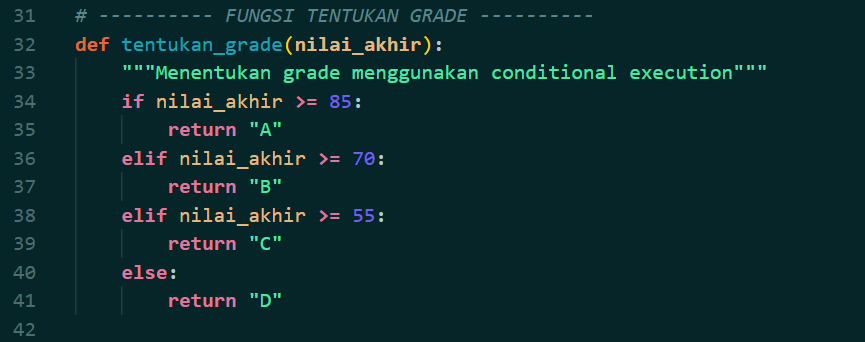 31 # ---------- FUNGSI TENTUKAN GRADE ----------
32 def tentukan_grade(nilai_akhir):
33     """Menentukan grade menggunakan conditional execution"""
34     if nilai_akhir >= 85:
35         return "A"
36     elif nilai_akhir >= 70:
37         return "B"
38     elif nilai_akhir >= 55:
39         return "C"
40     else:
41         return "D"
42